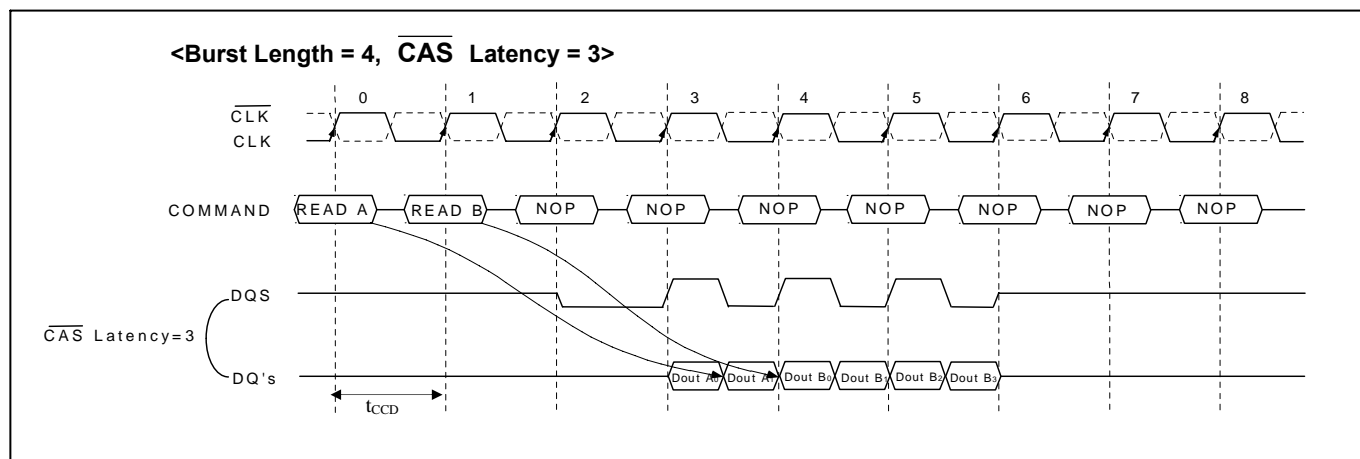 <Burst Length = 4, CAS Latency = 3>
0 1 2 3 4 5 6 7 8
CLK
CLK
COMMAND READ A READ B NOP NOP NOP NOP NOP NOP NOP
DQS
CAS Latency=3
DQ's Dout A0 Dout A1 Dout B0 Dout B1 Dout B2 Dout B3
tCCD